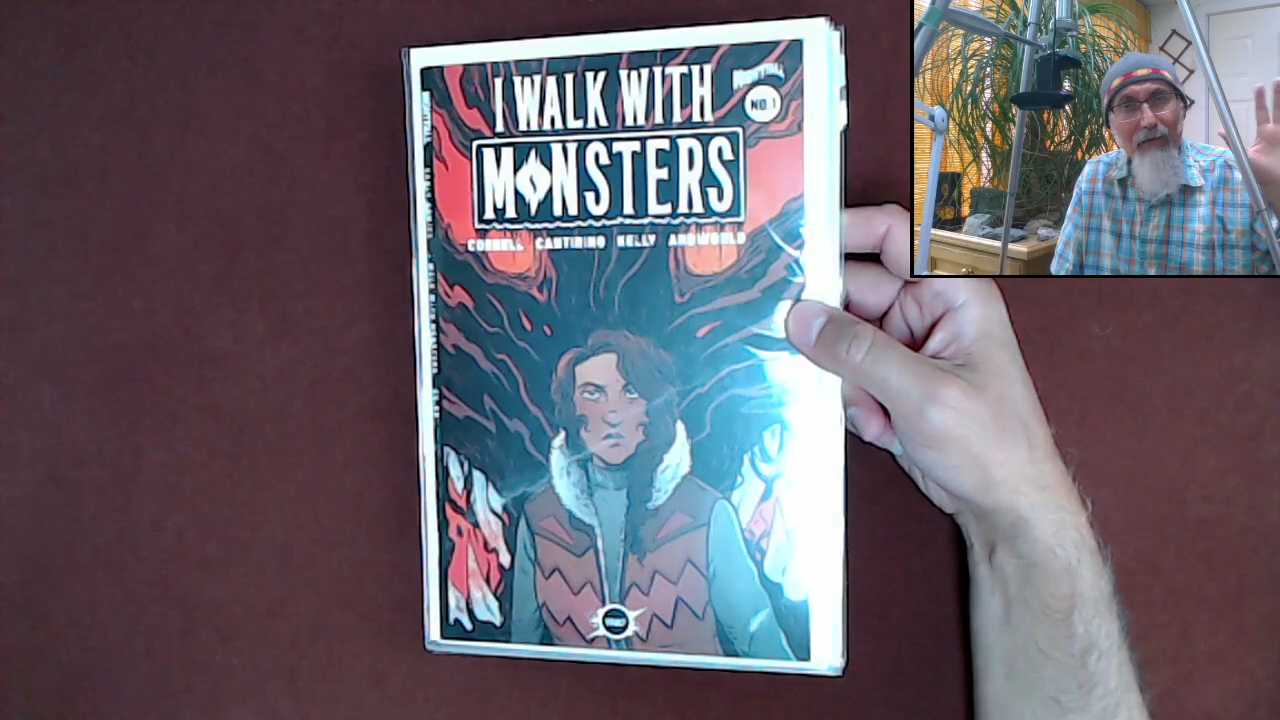 I WALK WITH
MONSTERS
NO.1
CORNELL CANTIRINO KELLY ANDWORLD